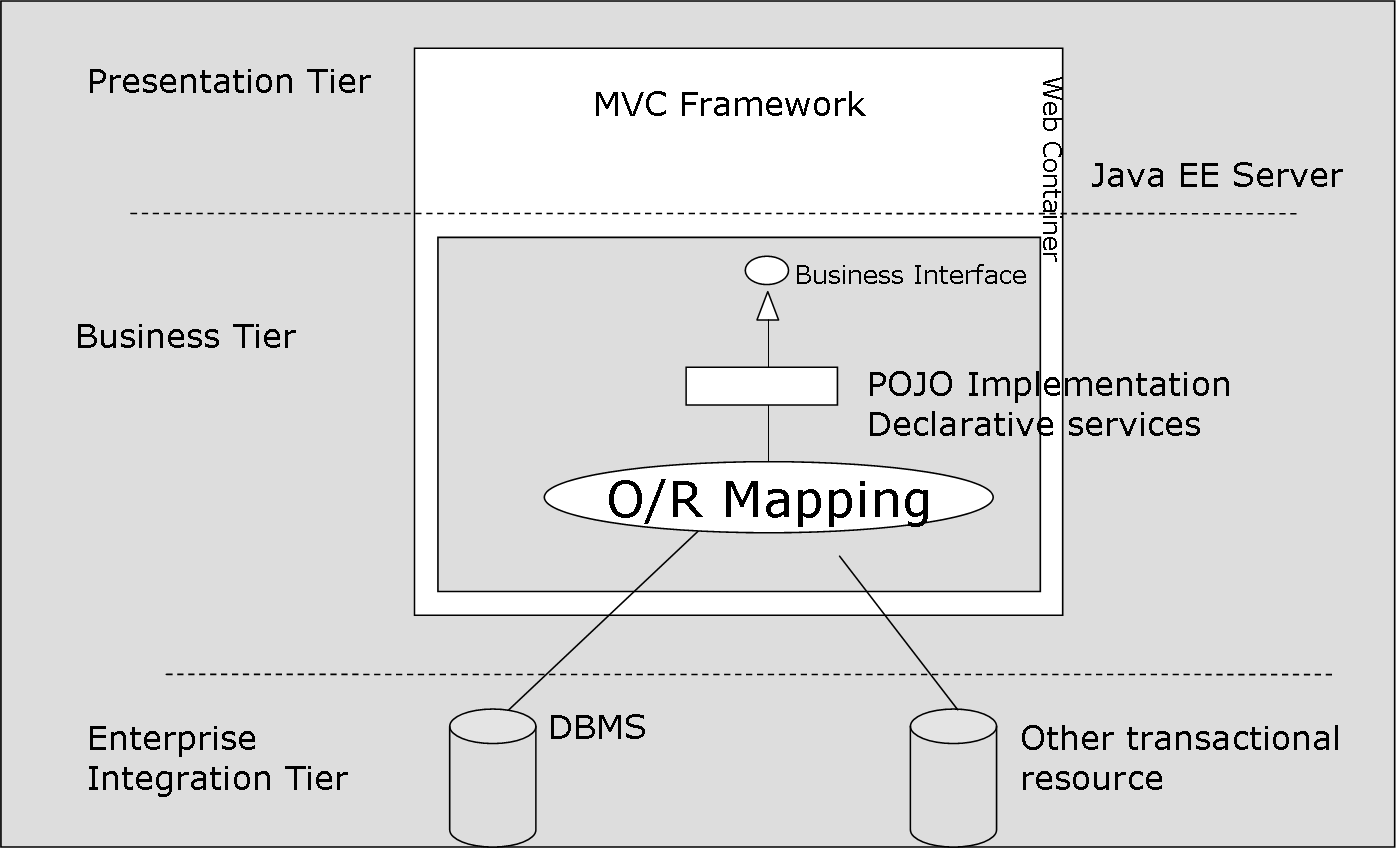 Presentation Tier
MVC Framework
Web Container
Java EE Server
Business Interface
Business Tier
POJO Implementation
Declarative services
O/R Mapping
DBMS
Enterprise
Integration Tier
Other transactional
resource